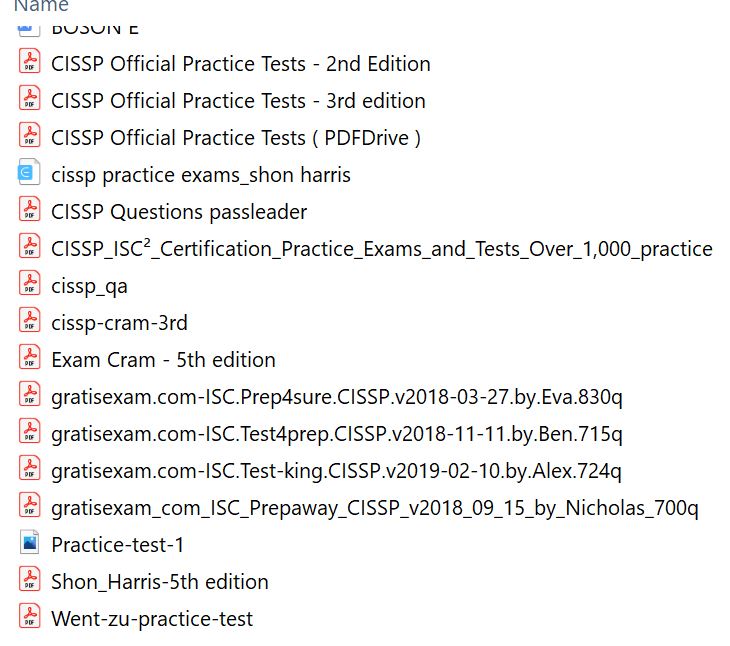 Name
BOSON E
CISSP Official Practice Tests - 2nd Edition
CISSP Official Practice Tests - 3rd edition
CISSP Official Practice Tests ( PDFDrive )
cissp practice exams_shon harris
CISSP Questions passleader
CISSP_ISC²_Certification_Practice_Exams_and_Tests_Over_1,000_practice
cissp_qa
cissp-cram-3rd
Exam Cram - 5th edition
gratisexam.com-ISC.Prep4sure.CISSP.v2018-03-27.by.Eva.830q
gratisexam.com-ISC.Test4prep.CISSP.v2018-11-11.by.Ben.715q
gratisexam.com-ISC.Test-king.CISSP.v2019-02-10.by.Alex.724q
gratisexam_com_ISC_Prepaway_CISSP_v2018_09_15_by_Nicholas_700q
Practice-test-1
Shon_Harris-5th edition
Went-zu-practice-test